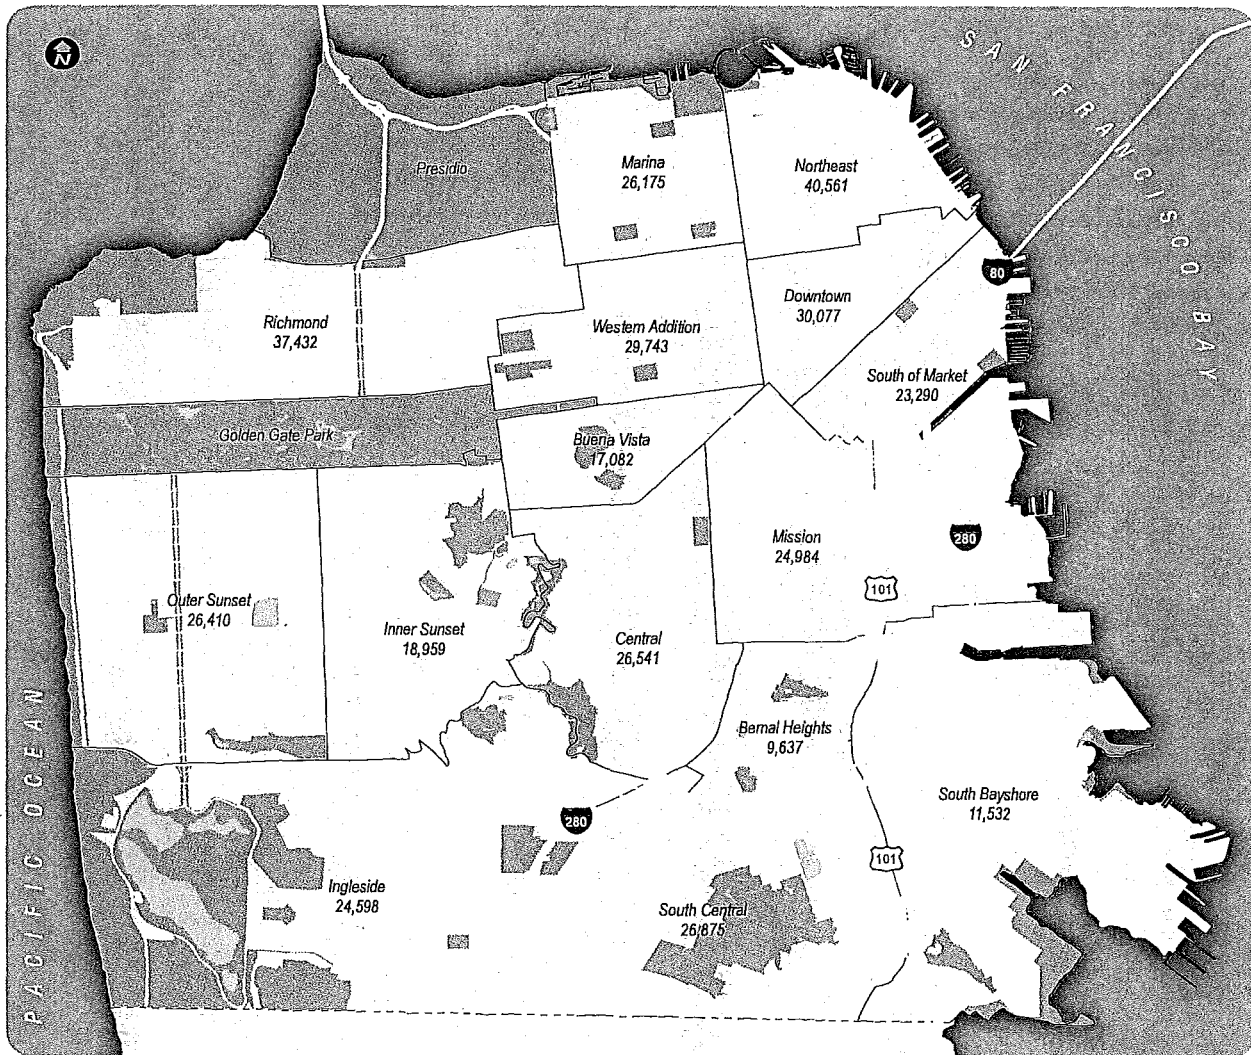 N
SAN FRANCISCO BAY
Presidio
Marina
26,175
Northeast
40,561
80
Downtown
30,077
Richmond
37,432
Western Addition
29,743
South of Market
23,290
Golden Gate Park
Buena Vista
17,082
Mission
24,984
280
101
Outer Sunset
26,410
Inner Sunset
18,959
Central
26,541
PACIFIC OCEAN
Bernal Heights
9,637
South Bayshore
11,532
280
101
Ingleside
24,598
South Central
26,875